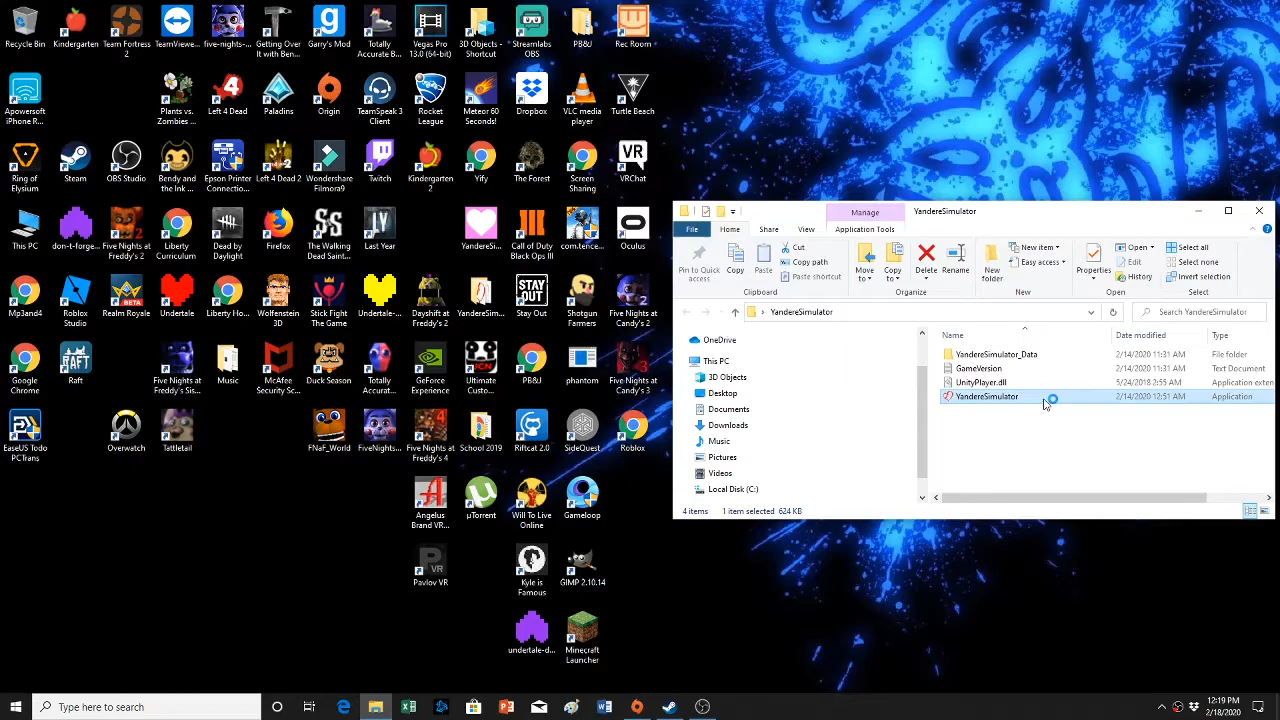 Recycle Bin
Kindergarten
Team Fortress
2
TeamViewe...
five-nights-...
Getting Over
It with Ben...
Garry's Mod
Totally
Accurate B...
Vegas Pro
13.0 (64-bit)
3D Objects -
Shortcut
Streamlabs
OBS
PB&J
Rec Room
Apowersoft
iPhone R...
Plants vs.
Zombies ...
Left 4 Dead
Paladins
Origin
TeamSpeak 3
Client
Rocket
League
Meteor 60
Seconds!
Dropbox
VLC media
player
Turtle Beach
Ring of
Elysium
Steam
OBS Studio
Bendy and
the Ink ...
Epson Printer
Connectio...
Left 4 Dead 2
Wondershare
Filmora9
Twitch
Kindergarten
2
Yify
The Forest
Screen
Sharing
VR
VRChat
This PC
don-t-forge...
Five Nights at
Freddy's 2
Liberty
Curriculum
Dead by
Daylight
Firefox
The Walking
Dead Saint...
Last Year
YandereSi...
Call of Duty
Black Ops III
com.tence...
Oculus
Mp3and4
Roblox
Studio
BETA
Realm Royale
Undertale
Liberty Ho...
Wolfenstein
3D
Stick Fight
The Game
Undertale-...
Dayshift at
Freddy's 2
YandereSim...
STAY
OUT
Stay Out
Shotgun
Farmers
Five Nights at
Candy's 2
Google
Chrome
RAFT
Raft
Five Nights at
Freddy's Sis...
Music
McAfee
Security Sc...
Duck Season
Totally
Accurat...
GeForce
Experience
UCN
Ultimate
Custo...
PB&J
phantom
Five Nights at
Candy's 3
EaseUS Todo
PCTrans
Overwatch
Tattletail
FNaF_World
FiveNights...
Five Nights at
Freddy's 4
School 2019
Riftcat 2.0
SideQuest
Roblox
Angelus
Brand VR...
µTorrent
Will To Live
Online
Gameloop
PVR
Pavlov VR
Kyle is
Famous
GIMP 2.10.14
undertale-d...
Minecraft
Launcher
Manage
YandereSimulator
File
Home
Share
View
Application Tools
Pin to Quick
access
Copy
Paste
Cut
Copy path
Paste shortcut
Clipboard
Move
to
Copy
to
Delete
Rename
Organize
New
folder
New item
Easy access
New
Properties
Open
Edit
History
Open
Select all
Select none
Invert selection
Select
YandereSimulator
Search YandereSimulator
OneDrive
This PC
3D Objects
Desktop
Documents
Downloads
Music
Pictures
Videos
Local Disk (C:)
Name
Date modified
Type
YandereSimulator_Data
2/14/2020 11:31 AM
File folder
GameVersion
2/14/2020 11:31 AM
Text Document
UnityPlayer.dll
2:55 AM
Application exten
YandereSimulator
2/14/2020 12:51 AM
Application
4 items
1 item selected 624 KB
Type here to search
12:19 PM
2/18/2020